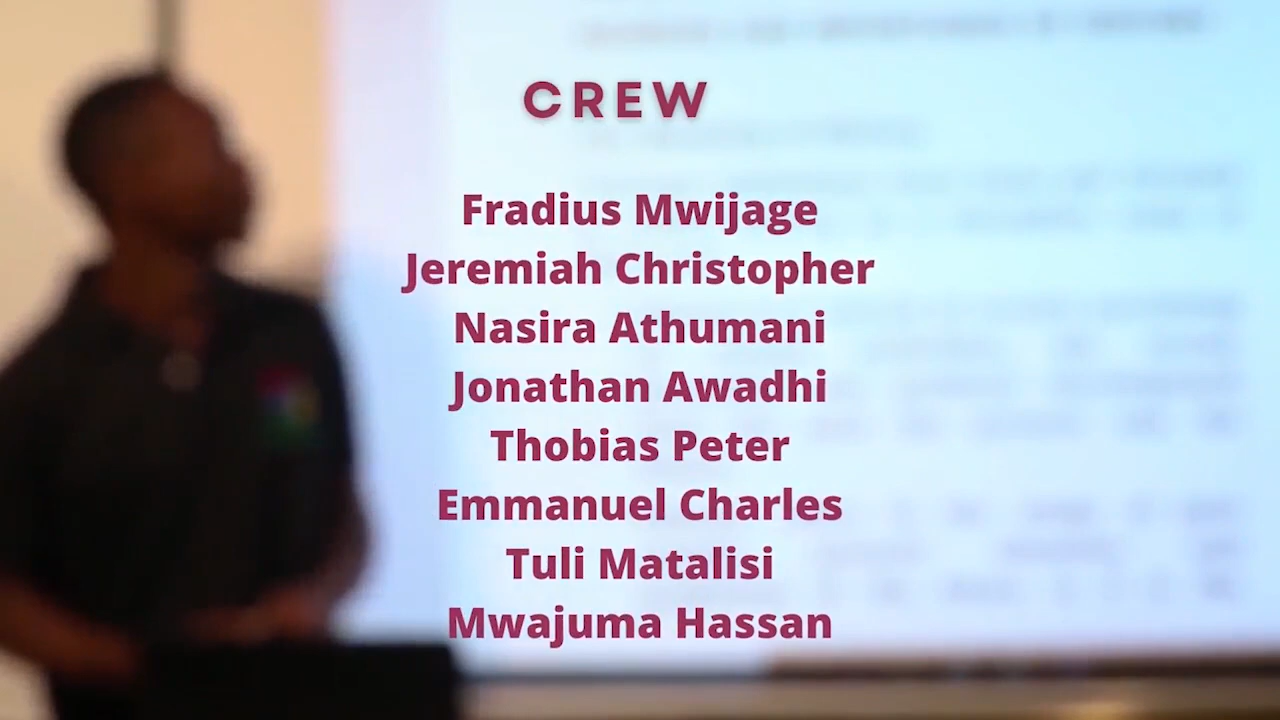 CREW
Fradius Mwijage
Jeremiah Christopher
Nasira Athumani
Jonathan Awadhi
Thobias Peter
Emmanuel Charles
Tuli Matalisi
Mwajuma Hassan